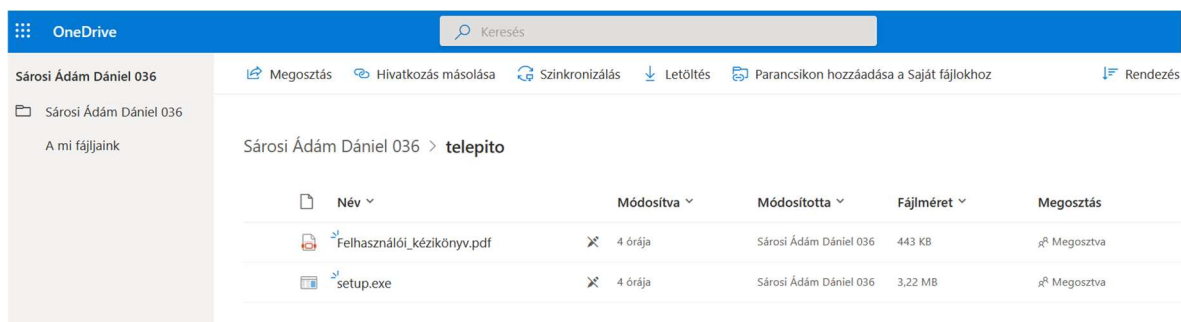 OneDrive
Keresés
Sárosi Ádám Dániel 036
Megosztás Hivatkozás másolása Szinkronizálás Letöltés Parancsikon hozzáadása a Saját fájlokhoz Rendezés
Sárosi Ádám Dániel 036
A mi fájljaink
Sárosi Ádám Dániel 036 > telepito
Név Módosítva Módosította Fájlméret Megosztás
Felhasználói_kézikönyv.pdf 4 órája Sárosi Ádám Dániel 036 443 KB Megosztva
setup.exe 4 órája Sárosi Ádám Dániel 036 3,22 MB Megosztva